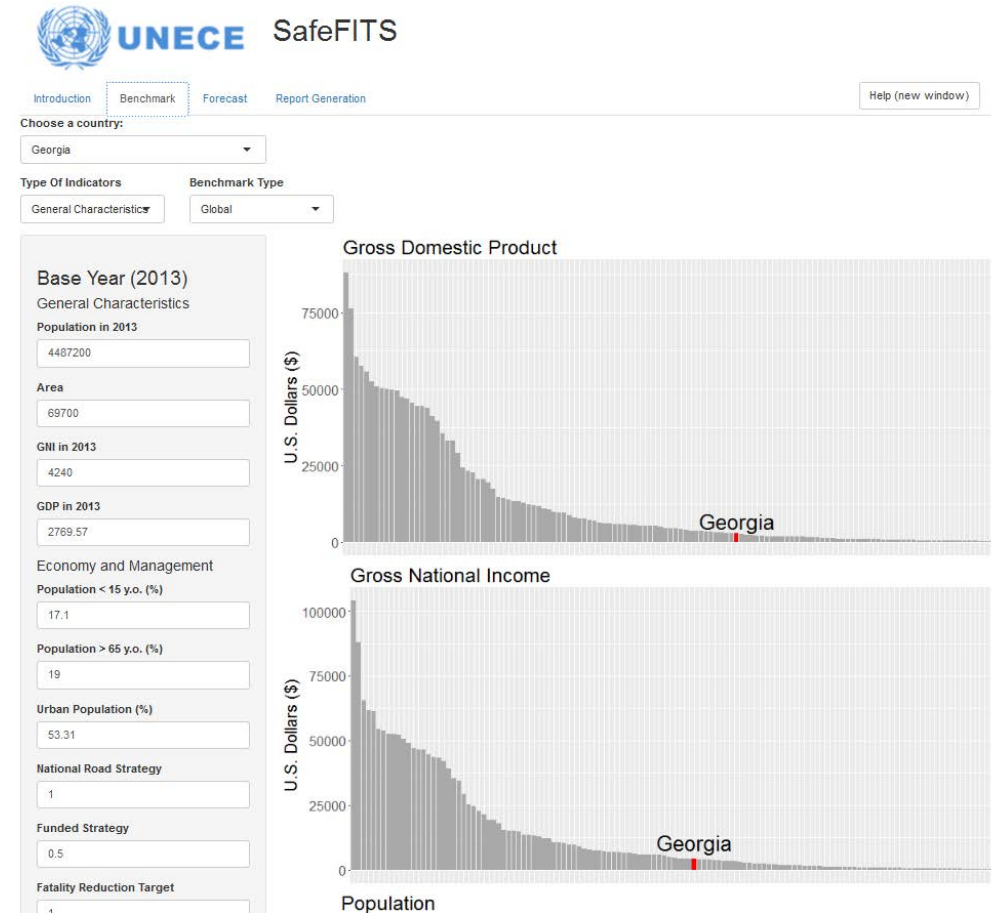 UNECE SafeFITS
Introduction Benchmark Forecast Report Generation Help (new window)
Choose a country:
Georgia
Type Of Indicators Benchmark Type
General Characteristics Global
Base Year (2013)
General Characteristics
Population in 2013
4487200
Area
69700
GNI in 2013
4240
GDP in 2013
2769.57
Economy and Management
Population < 15 y.o. (%)
17.1
Population > 65 y.o. (%)
19
Urban Population (%)
53.31
National Road Strategy
1
Funded Strategy
0.5
Fatality Reduction Target
1
Gross Domestic Product
U.S. Dollars ($)
75000
50000
25000
0
Georgia
Gross National Income
U.S. Dollars ($)
100000
75000
50000
25000
0
Georgia
Population